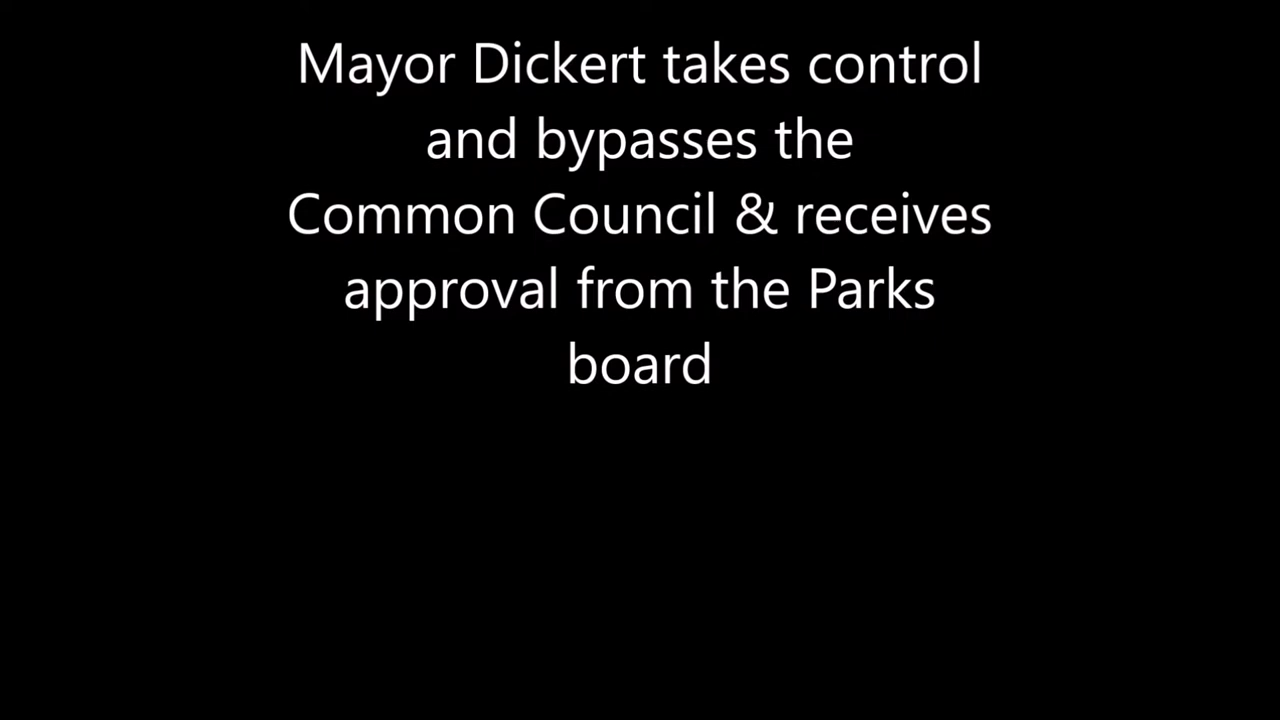 Mayor Dickert takes control
and bypasses the
Common Council & receives
approval from the Parks
board